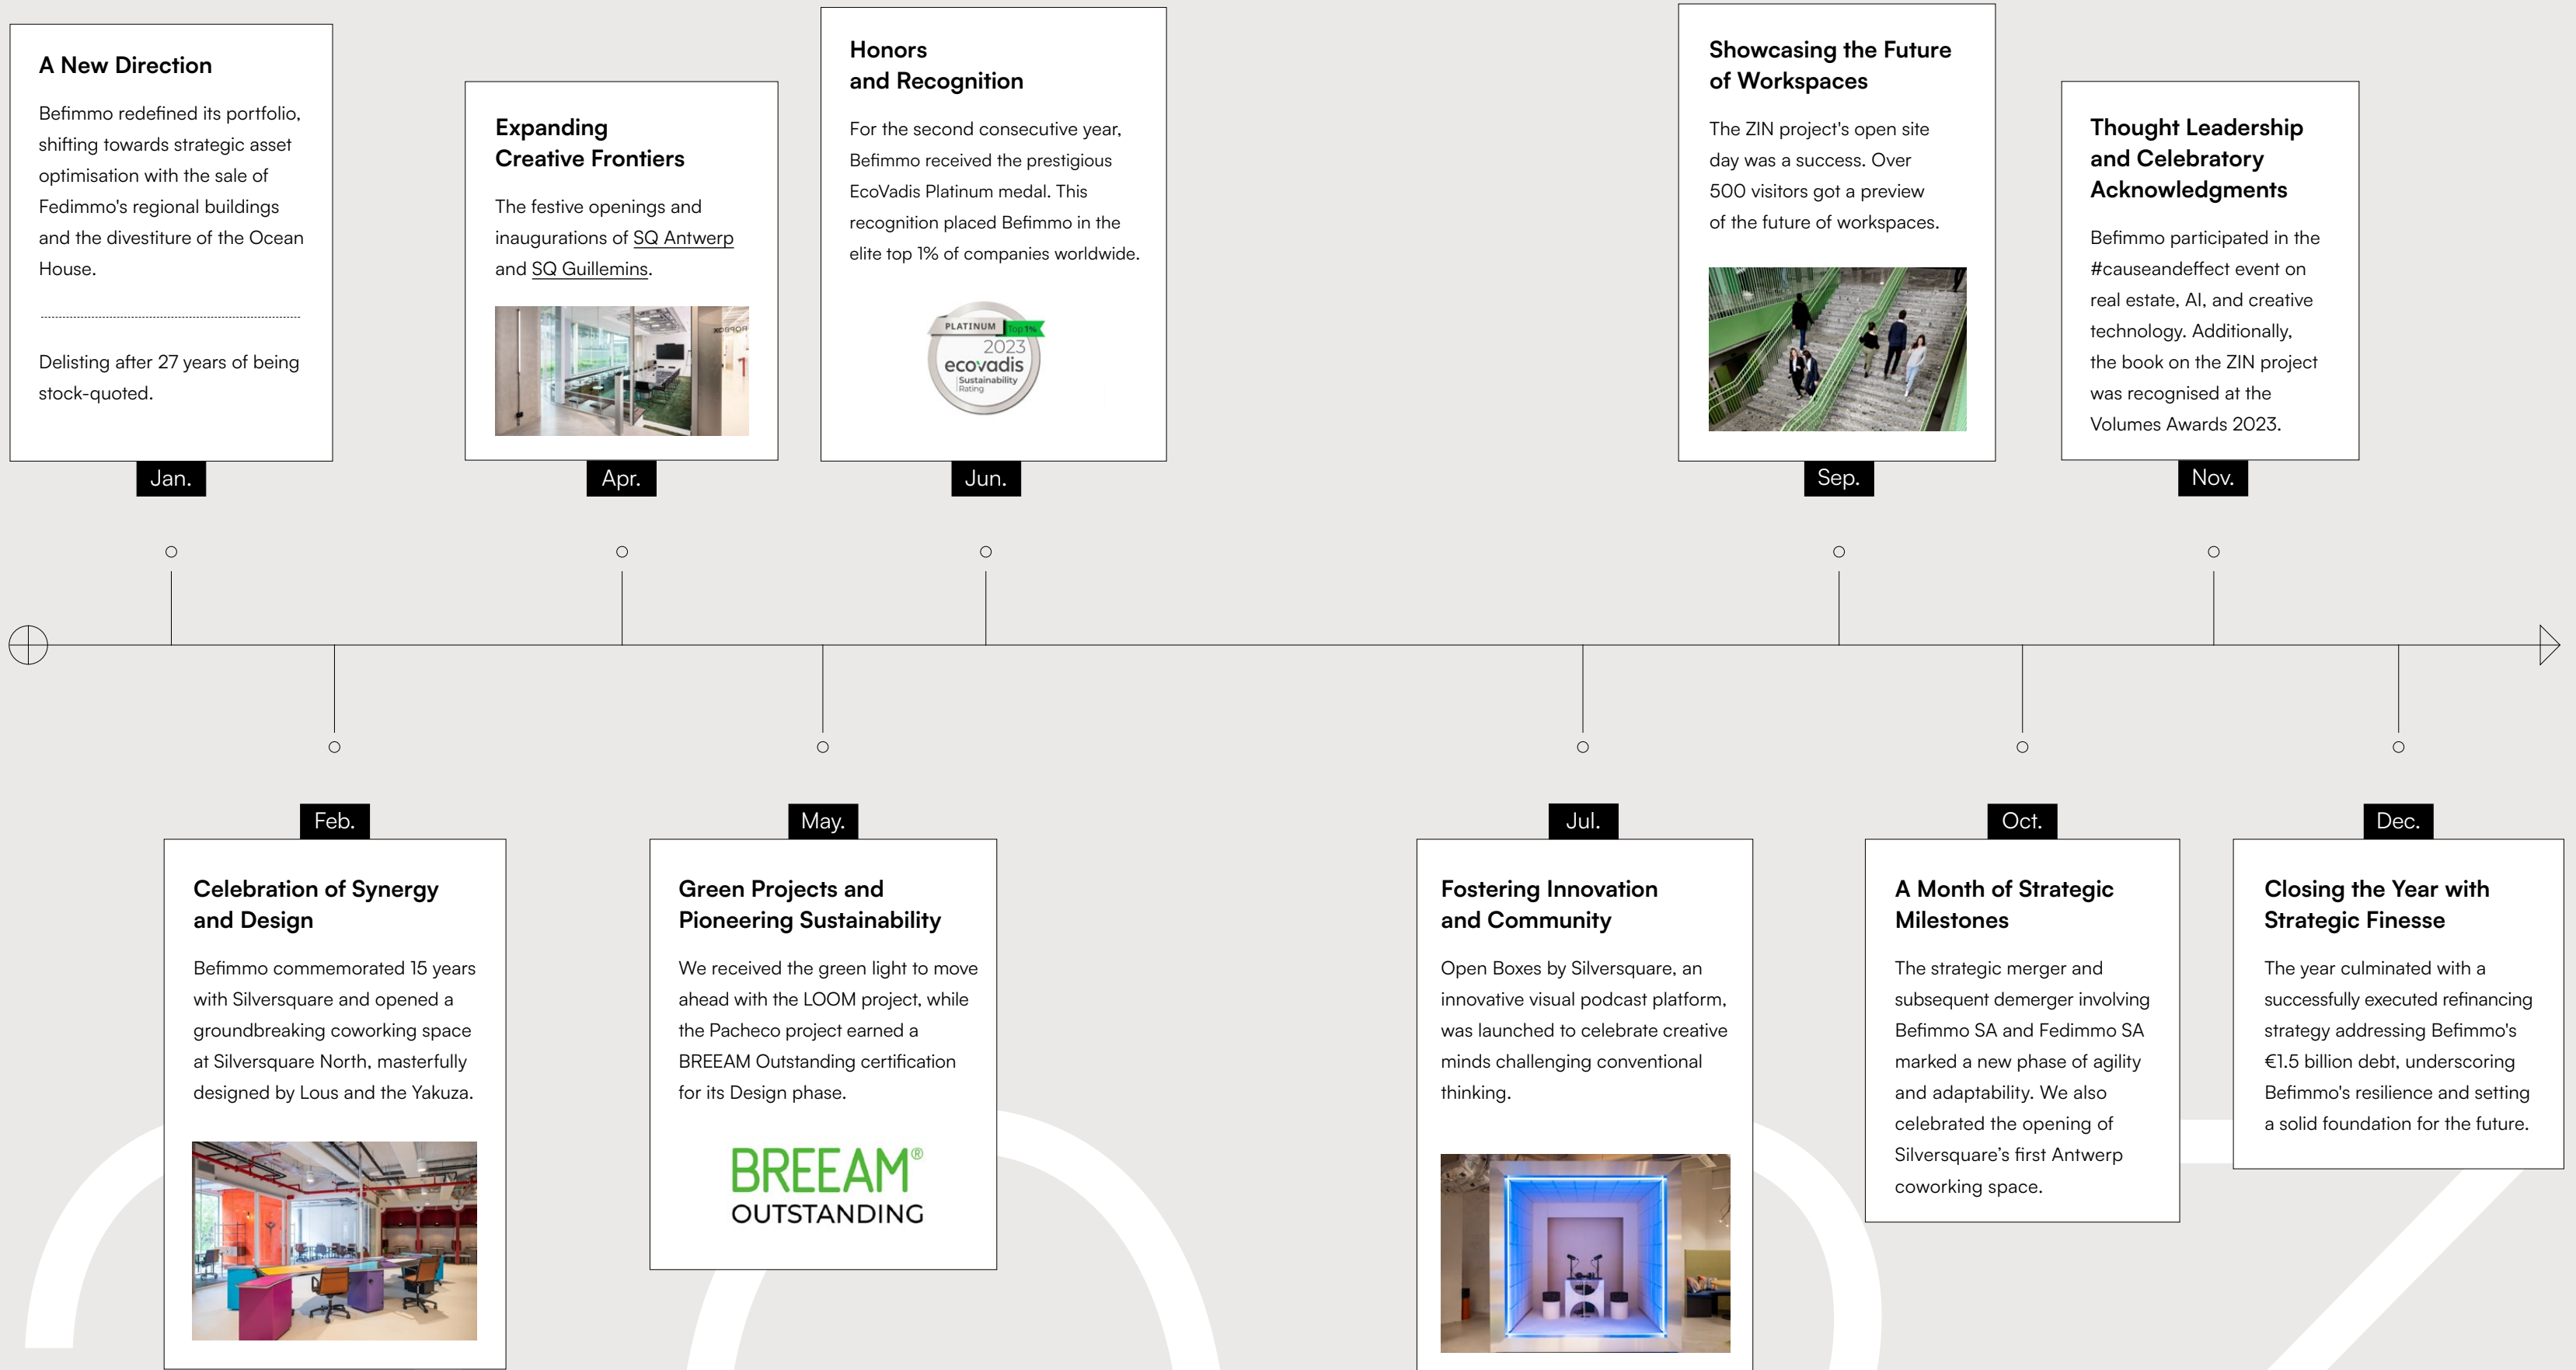 A New Direction
Befimmo redefined its portfolio,
shifting towards strategic asset
optimisation with the sale of
Fedimmo's regional buildings
and the divestiture of the Ocean
House.
Delisting after 27 years of being
stock-quoted.
Jan.
Expanding
Creative Frontiers
The festive openings and
inaugurations of SQ Antwerp
and SQ Guillemins.
Apr.
Honors
and Recognition
For the second consecutive year,
Befimmo received the prestigious
EcoVadis Platinum medal. This
recognition placed Befimmo in the
elite top 1% of companies worldwide.
PLATINUM Top 1%
2023
ecovadis
Sustainability
Rating
Jun.
Showcasing the Future
of Workspaces
The ZIN project's open site
day was a success. Over
500 visitors got a preview
of the future of workspaces.
Sep.
Thought Leadership
and Celebratory
Acknowledgments
Befimmo participated in the
#causeandeffect event on
real estate, AI, and creative
technology. Additionally,
the book on the ZIN project
was recognised at the
Volumes Awards 2023.
Nov.
Feb.
Celebration of Synergy
and Design
Befimmo commemorated 15 years
with Silversquare and opened a
groundbreaking coworking space
at Silversquare North, masterfully
designed by Lous and the Yakuza.
May.
Green Projects and
Pioneering Sustainability
We received the green light to move
ahead with the LOOM project, while
the Pacheco project earned a
BREEAM Outstanding certification
for its Design phase.
BREEAM®
OUTSTANDING
Jul.
Fostering Innovation
and Community
Open Boxes by Silversquare, an
innovative visual podcast platform,
was launched to celebrate creative
minds challenging conventional
thinking.
Oct.
A Month of Strategic
Milestones
The strategic merger and
subsequent demerger involving
Befimmo SA and Fedimmo SA
marked a new phase of agility
and adaptability. We also
celebrated the opening of
Silversquare’s first Antwerp
coworking space.
Dec.
Closing the Year with
Strategic Finesse
The year culminated with a
successfully executed refinancing
strategy addressing Befimmo's
€1.5 billion debt, underscoring
Befimmo's resilience and setting
a solid foundation for the future.